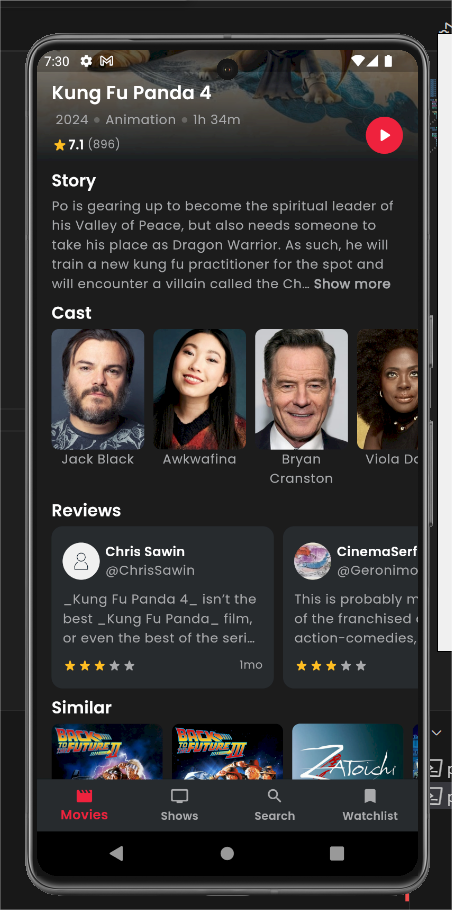 7:30
Kung Fu Panda 4
2024 • Animation • 1h 34m
7.1 (896)
Story
Po is gearing up to become the spiritual leader of
his Valley of Peace, but also needs someone to
take his place as Dragon Warrior. As such, he will
train a new kung fu practitioner for the spot and
will encounter a villain called the Ch... Show more
Cast
Jack Black
Awkwafina
Bryan
Cranston
Viola Da
Reviews
Chris Sawin
@ChrisSawin
_Kung Fu Panda 4_ isn't the
best _Kung Fu Panda_ film,
or even the best of the seri...
1mo
CinemaSerf
@Geronimo
This is probably m
of the franchised
action-comedies,
Similar
BACK TO THE FUTURE II
BACK TO THE FUTURE III
ZATOICHI
Movies
Shows
Search
Watchlist